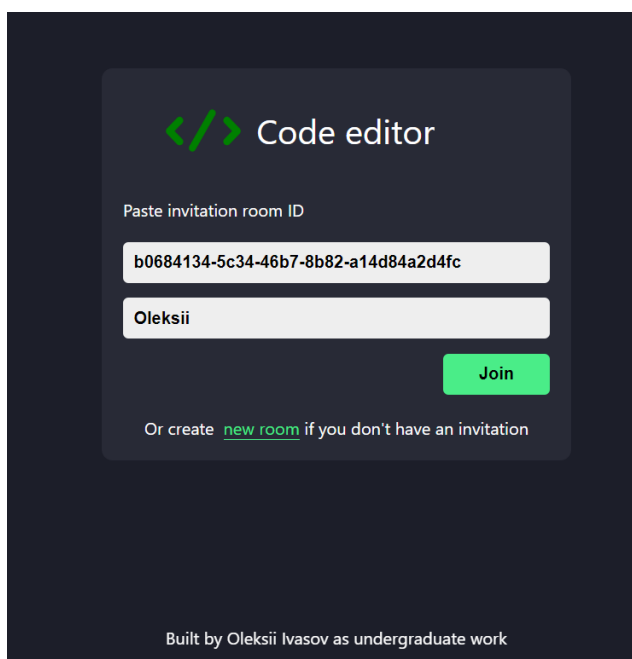 </> Code editor
Paste invitation room ID
b0684134-5c34-46b7-8b82-a14d84a2d4fc
Oleksii
Join
Or create new room if you don't have an invitation
Built by Oleksii Ivasov as undergraduate work